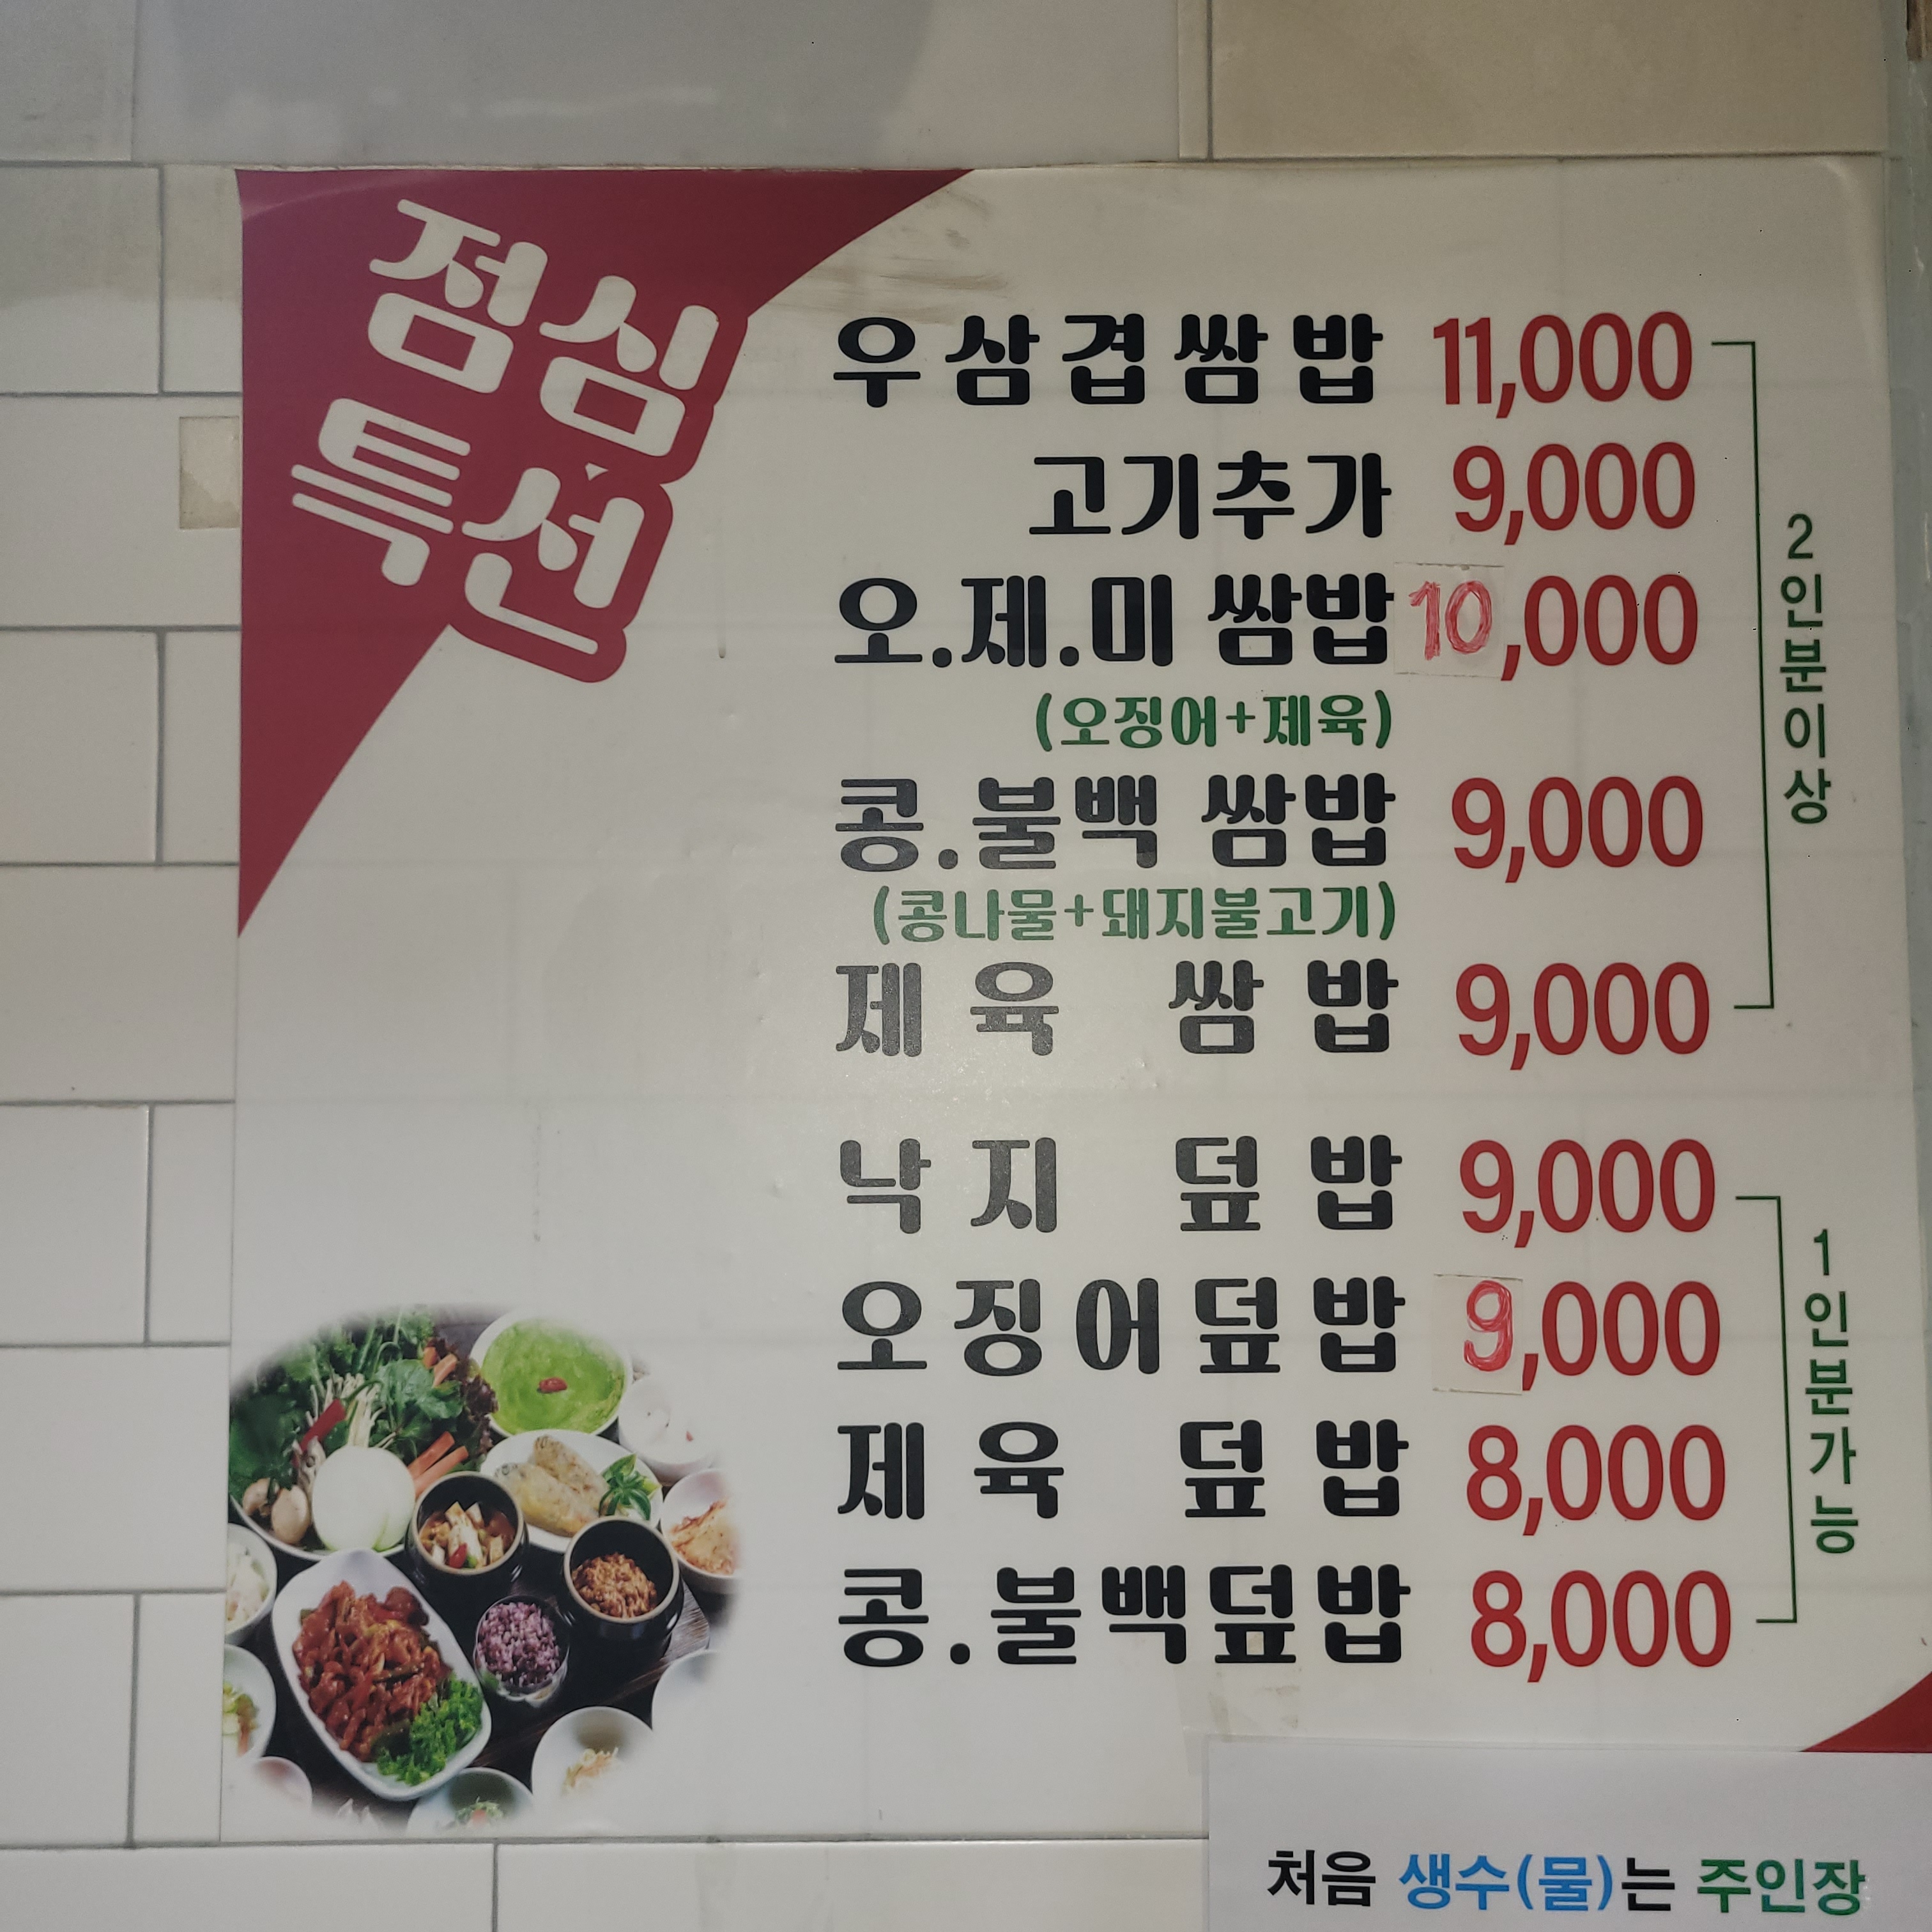 점심
특선
우삼겹쌈밥 11,000
고기추가 9,000
오.제.미 쌈밥 10,000
(오징어+제육)
콩.불백 쌈밥 9,000
(콩나물+돼지불고기)
제육 쌈밥 9,000
2인분이상
낙지 덮밥 9,000
오징어덮밥 9,000
제육 덮밥 8,000
콩.불백덮밥 8,000
1인분가능
처음 생수(물)는 주인장